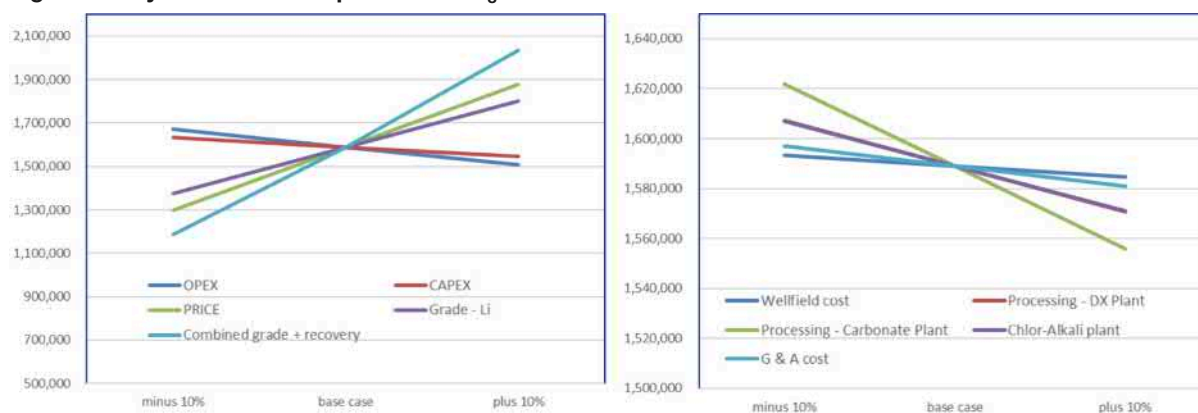 2,100,000
1,900,000
1,700,000
1,500,000
1,300,000
1,100,000
900,000
700,000
500,000
OPEX CAPEX
PRICE Grade - Li
Combined grade + recovery
minus 10% base case plus 10%
1,640,000
1,620,000
1,600,000
1,580,000
1,560,000
1,540,000
1,520,000
1,500,000
Wellfield cost Processing - DX Plant
Processing - Carbonate Plant Chlor-Alkali plant
G & A cost
minus 10% base case plus 10%